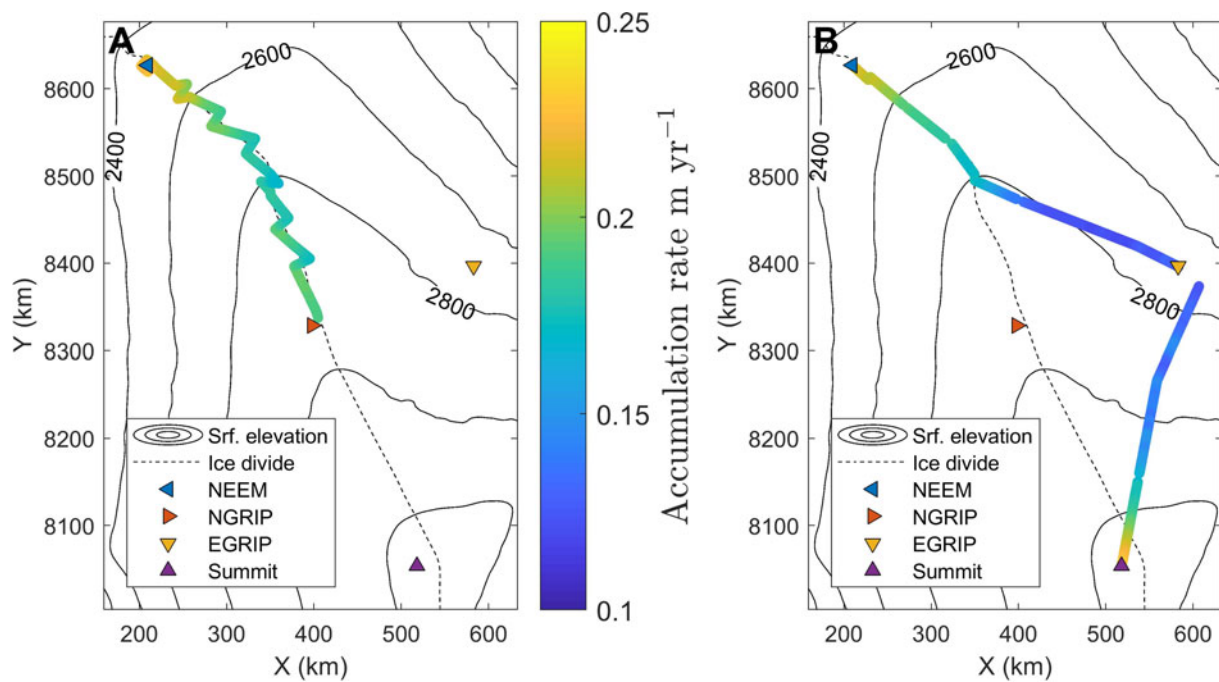 A
2600
2400
2800
Y (km)
8600
8500
8400
8300
8200
8100
Srf. elevation
Ice divide
NEEM
NGRIP
EGRIP
Summit
200 300 400 500 600
X (km)
0.25
0.2
0.15
0.1
Accumulation rate m yr⁻¹
B
2600
2400
2800
Y (km)
8600
8500
8400
8300
8200
8100
Srf. elevation
Ice divide
NEEM
NGRIP
EGRIP
Summit
200 300 400 500 600
X (km)